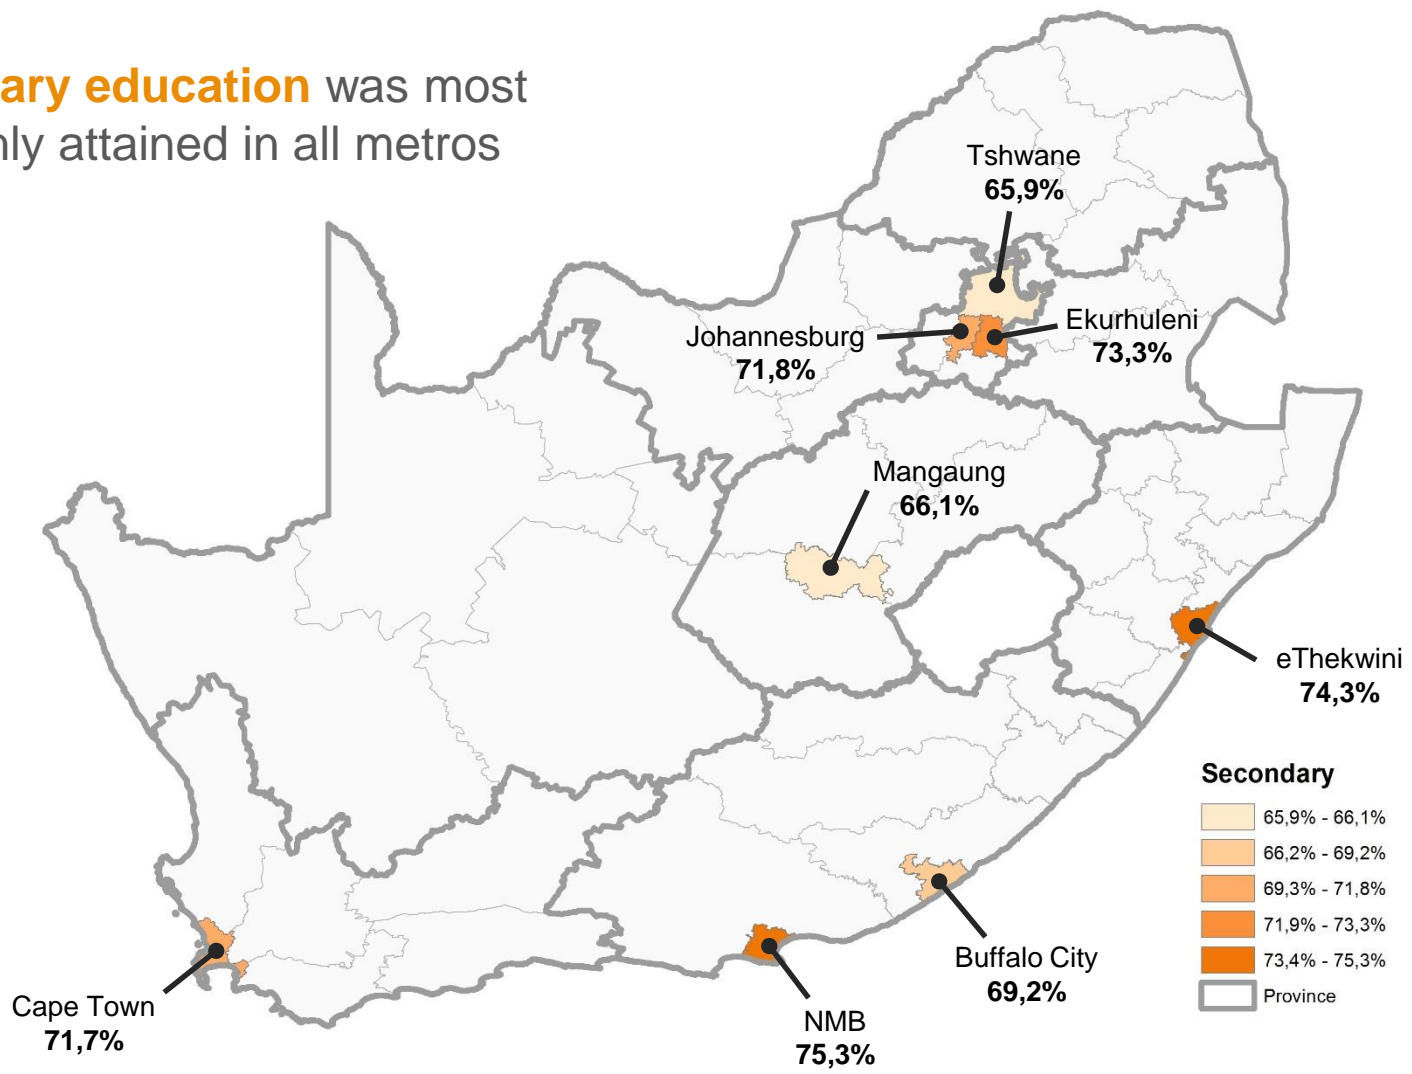 ary education was most
nly attained in all metros
Tshwane
65,9%
Johannesburg
71,8%
Ekurhuleni
73,3%
Mangaung
66,1%
eThekwini
74,3%
Secondary
65,9% - 66,1%
66,2% - 69,2%
69,3% - 71,8%
71,9% - 73,3%
73,4% - 75,3%
Province
Buffalo City
69,2%
Cape Town
71,7%
NMB
75,3%